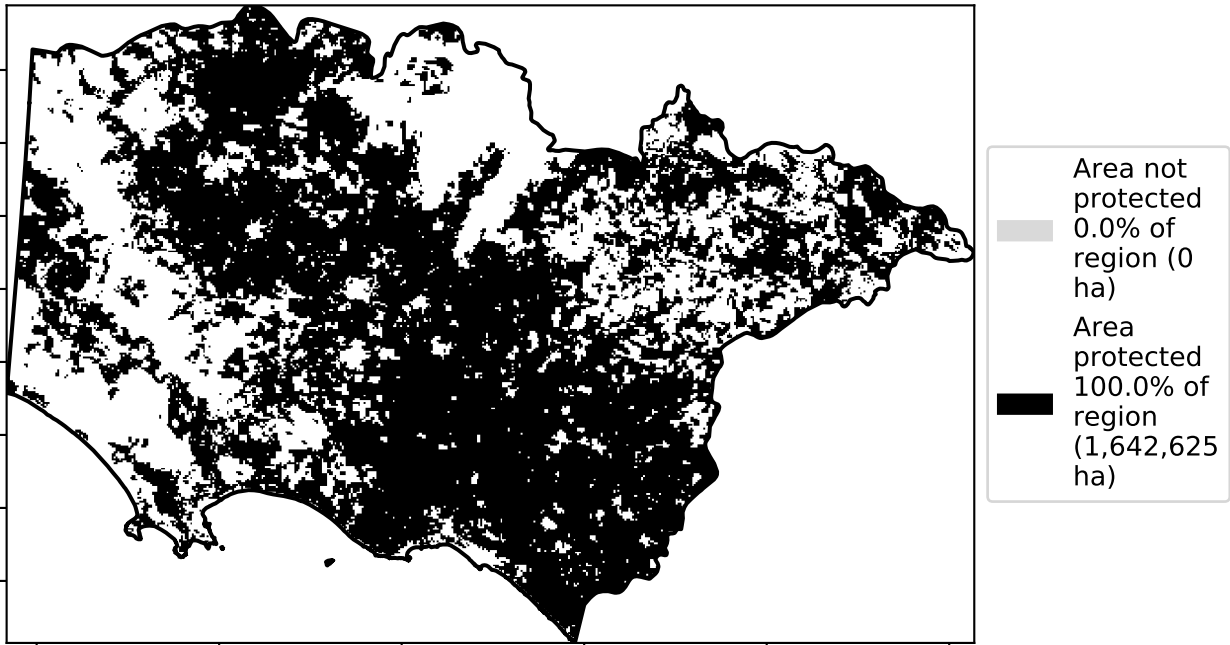 Area not
protected
0.0% of
region (0
ha)
Area
protected
100.0% of
region
(1,642,625
ha)